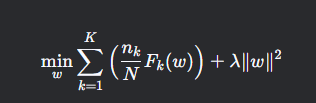 min_w ∑_{k=1}^{K} (n_k/N F_k(w)) + λ‖w‖²